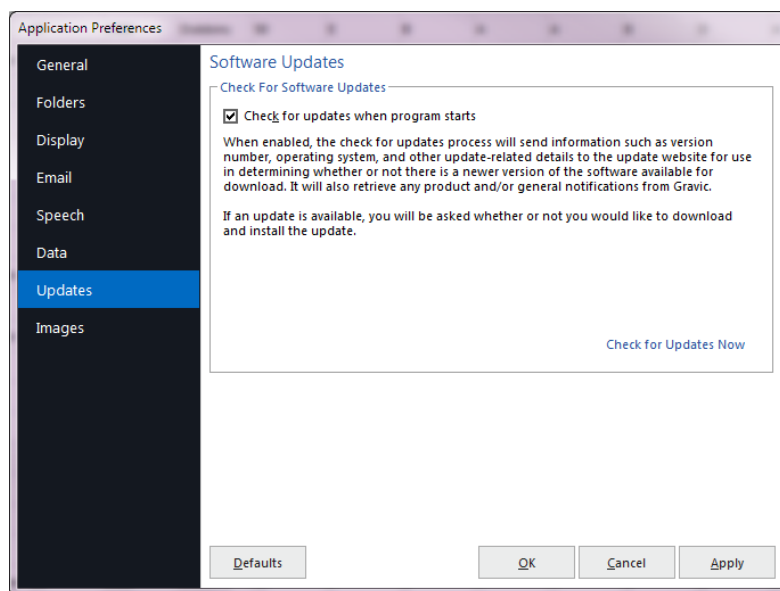 Application Preferences
General
Folders
Display
Email
Speech
Data
Updates
Images
Software Updates
Check For Software Updates
Check for updates when program starts
When enabled, the check for updates process will send information such as version
number, operating system, and other update-related details to the update website for use
in determining whether or not there is a newer version of the software available for
download. It will also retrieve any product and/or general notifications from Gravic.
If an update is available, you will be asked whether or not you would like to download
and install the update.
Check for Updates Now
Defaults
OK
Cancel
Apply